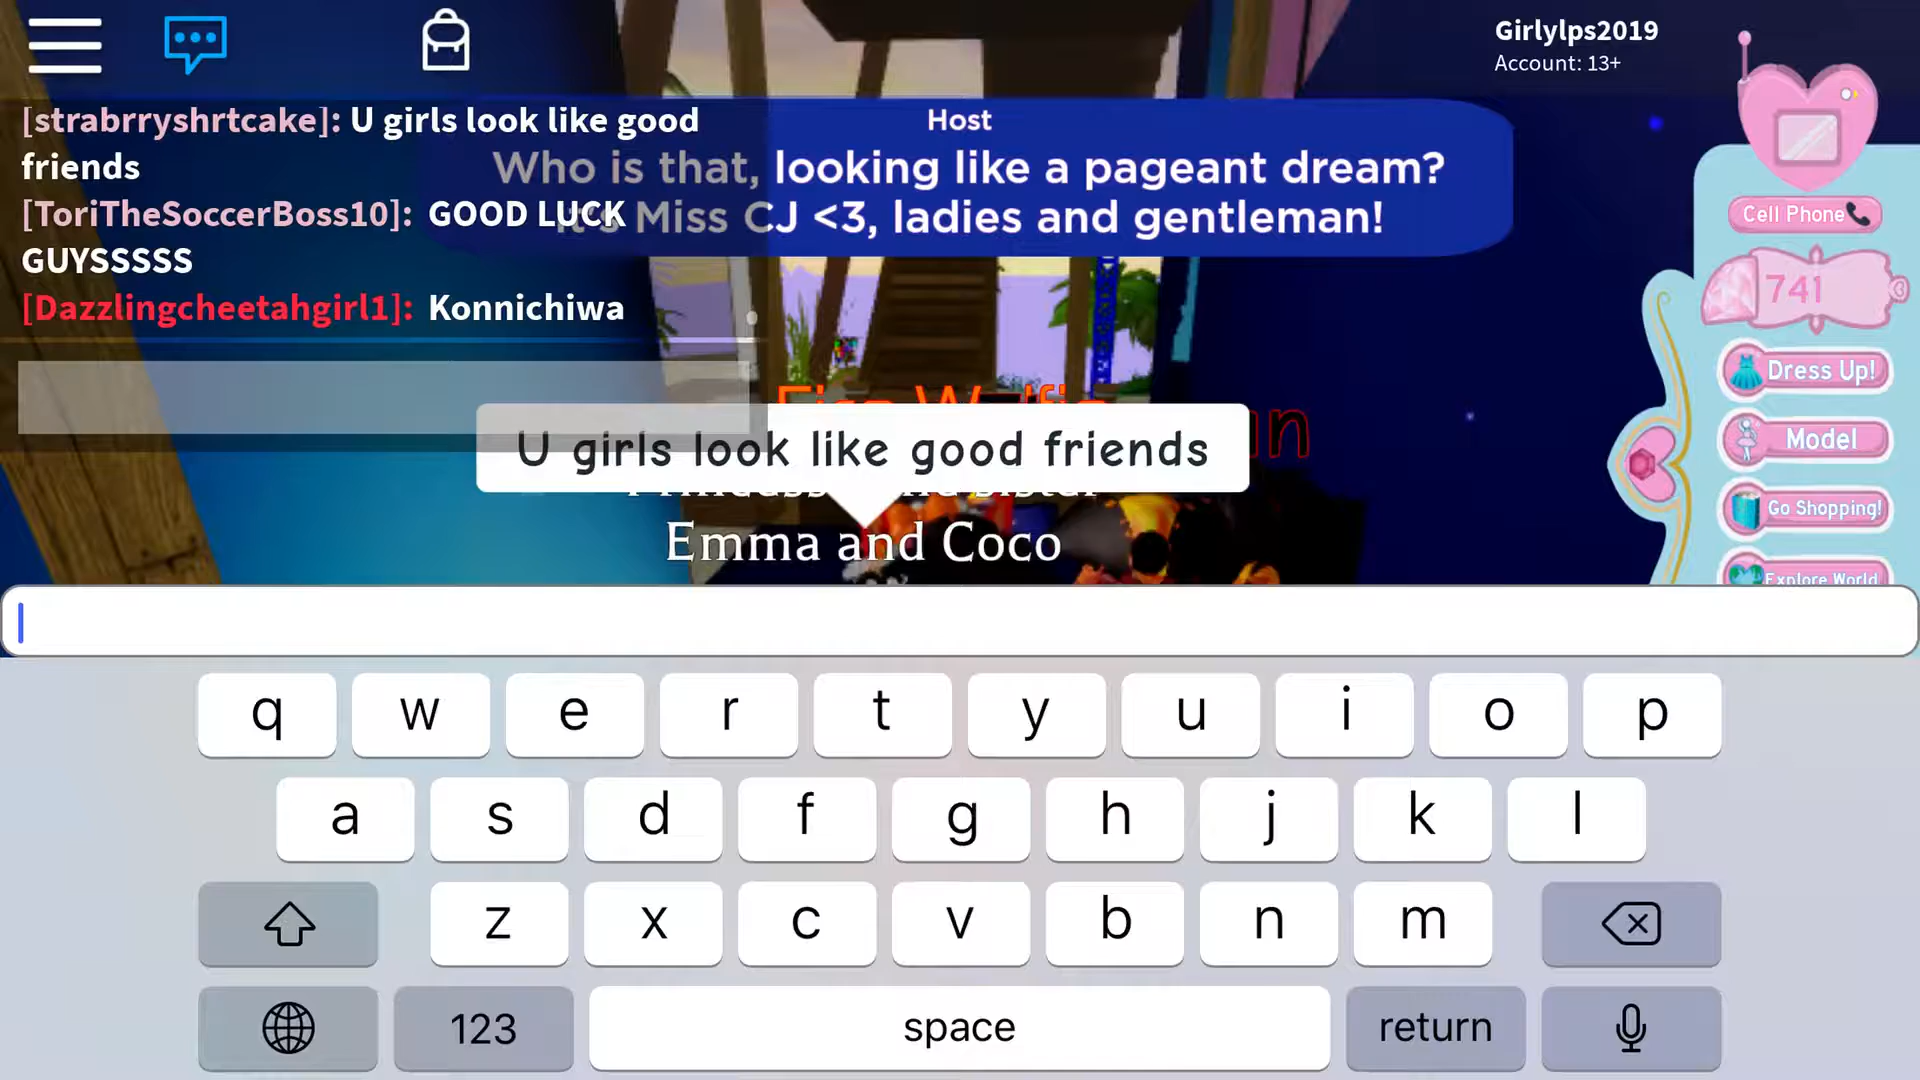 Girlylps2019
Account: 13+
[strabrryshrtcake]: U girls look like good
friends
[ToriTheSoccerBoss10]: GOOD LUCK
GUYSSSSS
[Dazzlingcheetahgirl1]: Konnichiwa
Host
Who is that, looking like a pageant dream?
It's Miss CJ <3, ladies and gentleman!
Cell Phone
741
Dress Up!
Model
Go Shopping!
Explore World
U girls look like good friends
Emma and Coco
q w e r t y u i o p
a s d f g h j k l
z x c v b n m
123 space return